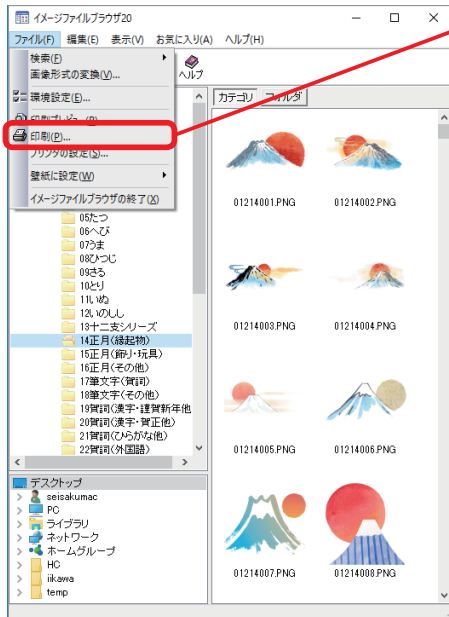 イメージファイルブラウザ20
ファイル(F) 編集(E) 表示(V) お気に入り(A) ヘルプ(H)
検索(F)
画像形式の変換(V)...
環境設定(E)...
印刷プレビュー(R)
印刷(P)...
プリンタの設定(S)...
壁紙に設定(W)
イメージファイルブラウザの終了(X)
ヘルプ
カテゴリ フォルダ
05たつ
06へび
07うま
08ひつじ
09さる
10とり
11いぬ
12いのしし
13十二支シリーズ
14正月(縁起物)
15正月(飾り・玩具)
16正月(その他)
17筆文字(賀詞)
18筆文字(その他)
19賀詞(漢字・謹賀新年他
20賀詞(漢字・賀正他)
21賀詞(ひらがな他)
22賀詞(外国語)
デスクトップ
seisakumac
PC
ライブラリ
ネットワーク
ホームグループ
HC
iikawa
temp
01214001.PNG 01214002.PNG
01214003.PNG 01214004.PNG
01214005.PNG 01214006.PNG
01214007.PNG 01214008.PNG